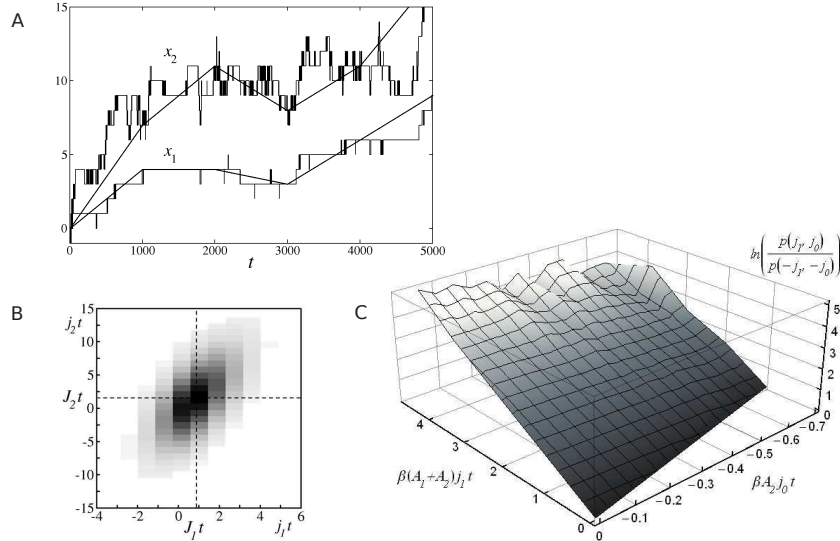 A
15
10
5
0
x₂
x₁
0 1000 2000 3000 4000 5000
t
B
15
j₂t
10
5
J₂t
0
-5
-10
-15
-4 -2 0 2 4 6
J₁t j₁t
C
ln(p(j₁, j₀)/p(-j₁, -j₀))
5
4
3
2
1
0
4
3
2
1
0
β(A₁+A₂)j₁t
0
-0.1
-0.2
-0.3
-0.4
-0.5
-0.6
-0.7
βA₂j₀t